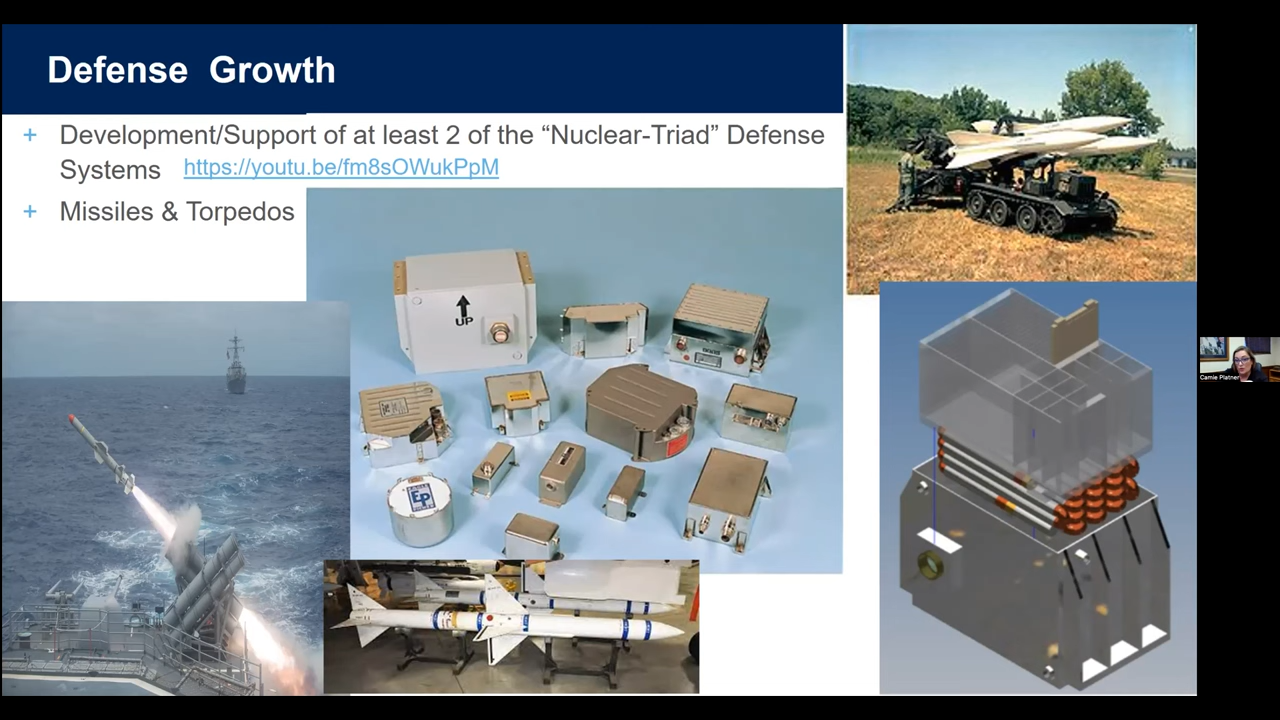 Defense Growth
+ Development/Support of at least 2 of the “Nuclear-Triad” Defense
Systems https://youtu.be/fm8sOWukPpM
+ Missiles & Torpedos
UP
EP
Camie Platner